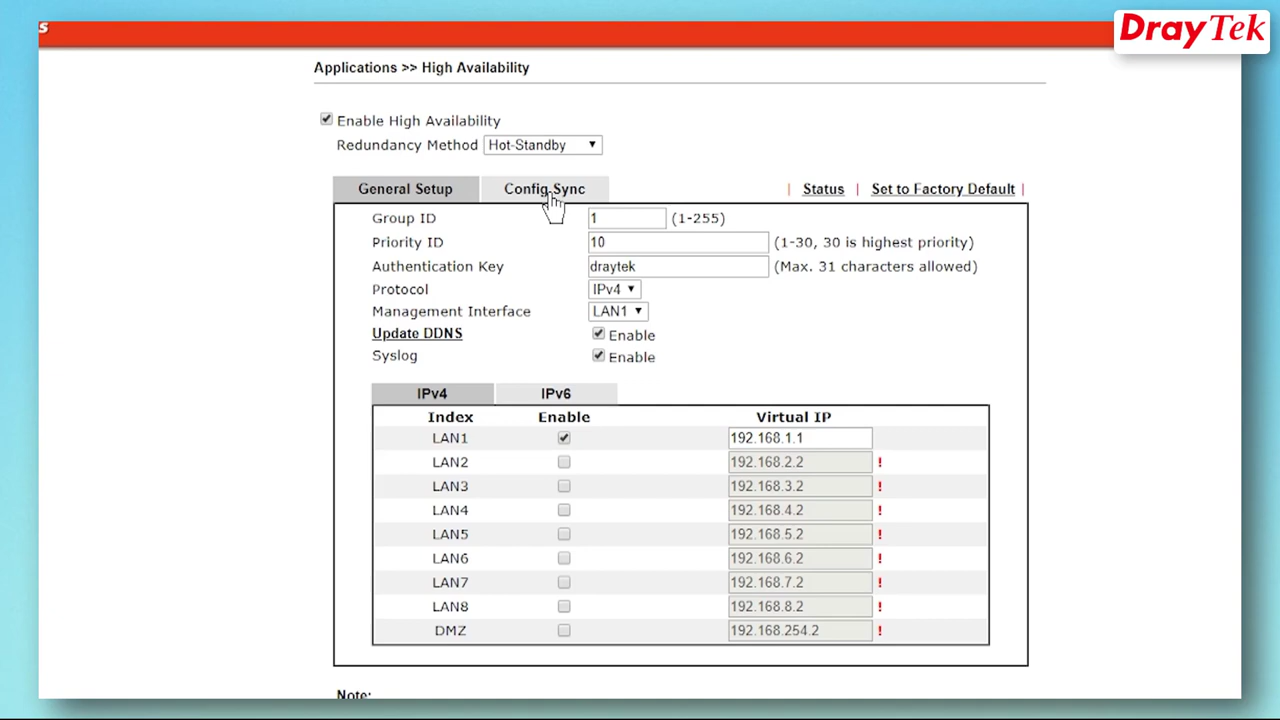 s
DrayTek
Applications >> High Availability
Enable High Availability
Redundancy Method Hot-Standby
General Setup Config Sync | Status | Set to Factory Default |
Group ID 1 (1-255)
Priority ID 10 (1-30, 30 is highest priority)
Authentication Key draytek (Max. 31 characters allowed)
Protocol IPv4
Management Interface LAN1
Update DDNS Enable
Syslog Enable
IPv4 IPv6
Index Enable Virtual IP
LAN1 192.168.1.1
LAN2 192.168.2.2 !
LAN3 192.168.3.2 !
LAN4 192.168.4.2 !
LAN5 192.168.5.2 !
LAN6 192.168.6.2 !
LAN7 192.168.7.2 !
LAN8 192.168.8.2 !
DMZ 192.168.254.2 !
Note: